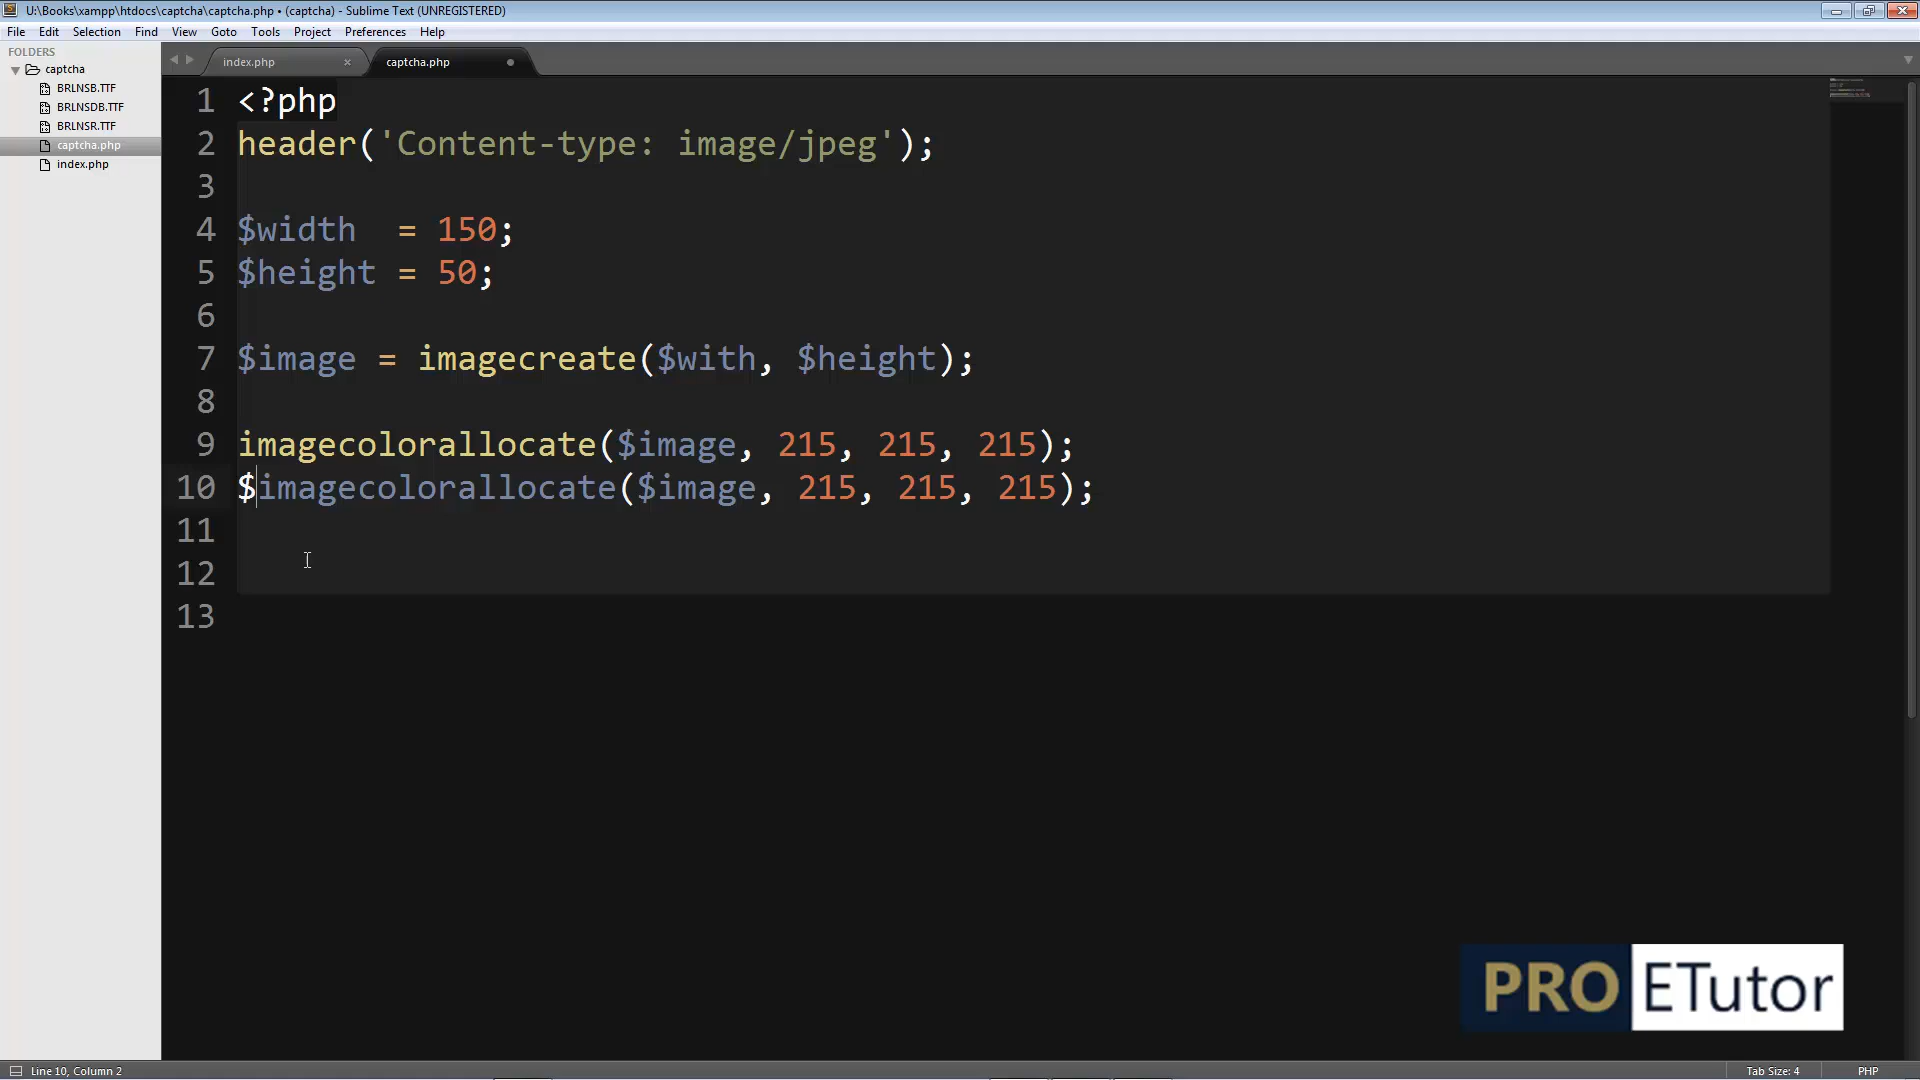 U:\Books\xampp\htdocs\captcha\captcha.php • (captcha) - Sublime Text (UNREGISTERED)
File Edit Selection Find View Goto Tools Project Preferences Help
FOLDERS
captcha
BRLNSB.TTF
BRLNSDB.TTF
BRLNSR.TTF
captcha.php
index.php
index.php captcha.php
1 <?php
2 header('Content-type: image/jpeg');
3
4 $width  = 150;
5 $height = 50;
6
7 $image = imagecreate($with, $height);
8
9 imagecolorallocate($image, 215, 215, 215);
10 $imagecolorallocate($image, 215, 215, 215);
11
12
13
PRO ETutor
Line 10, Column 2 Tab Size: 4 PHP